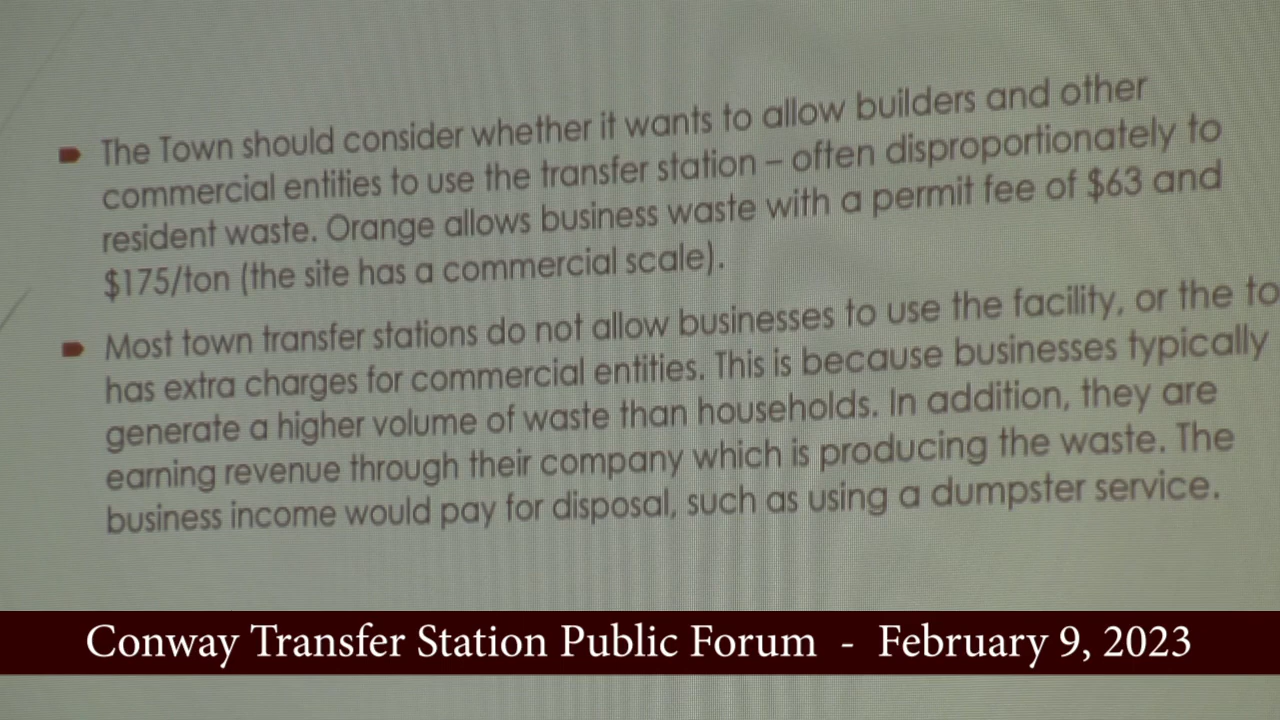 The Town should consider whether it wants to allow builders and other
commercial entities to use the transfer station – often disproportionately to
resident waste. Orange allows business waste with a permit fee of $63 and
$175/ton (the site has a commercial scale).
Most town transfer stations do not allow businesses to use the facility, or the to
has extra charges for commercial entities. This is because businesses typically
generate a higher volume of waste than households. In addition, they are
earning revenue through their company which is producing the waste. The
business income would pay for disposal, such as using a dumpster service.
Conway Transfer Station Public Forum - February 9, 2023